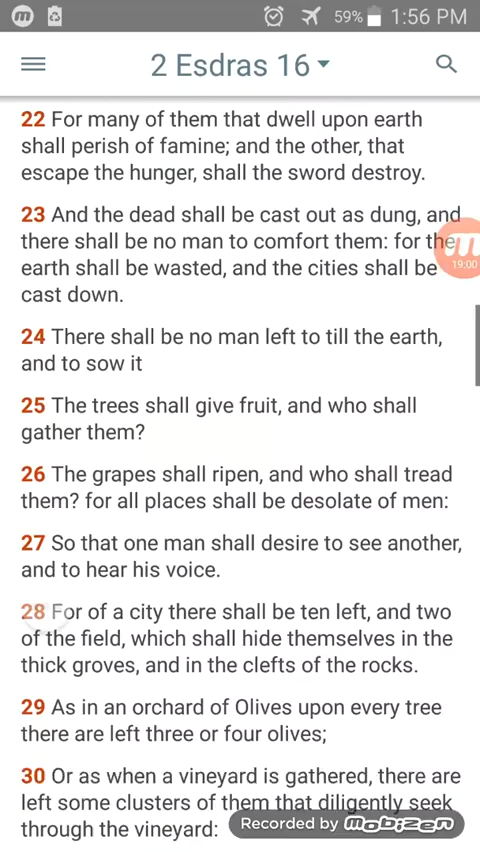 59% 1:56 PM
2 Esdras 16
22 For many of them that dwell upon earth
shall perish of famine; and the other, that
escape the hunger, shall the sword destroy.
23 And the dead shall be cast out as dung, and
there shall be no man to comfort them: for the
earth shall be wasted, and the cities shall be
cast down.
19:00
24 There shall be no man left to till the earth,
and to sow it
25 The trees shall give fruit, and who shall
gather them?
26 The grapes shall ripen, and who shall tread
them? for all places shall be desolate of men:
27 So that one man shall desire to see another,
and to hear his voice.
28 For of a city there shall be ten left, and two
of the field, which shall hide themselves in the
thick groves, and in the clefts of the rocks.
29 As in an orchard of Olives upon every tree
there are left three or four olives;
30 Or as when a vineyard is gathered, there are
left some clusters of them that diligently seek
through the vineyard:
Recorded by mobizen